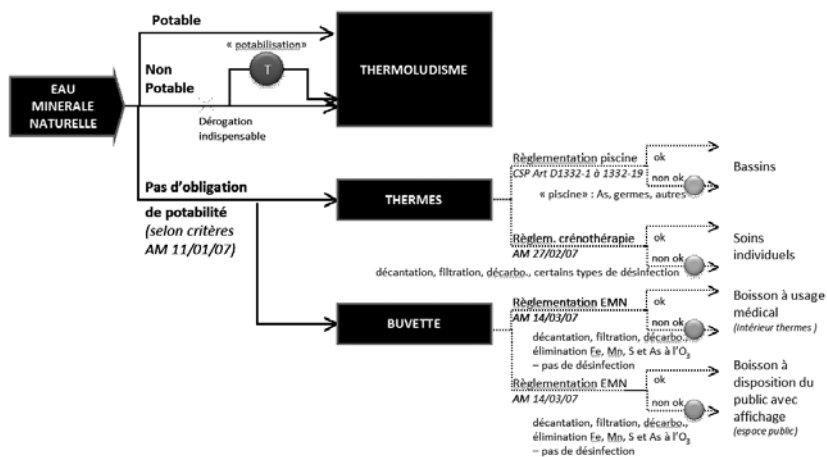 Potable
« potabilisation»
T
Non
Potable
THERMOLUDISME
EAU
MINERALE
NATURELLE
Dérogation
indispensable
Pas d'obligation
de potabilité
(selon critères
AM 11/01/07)
THERMES
Règlementation piscine
CSP Art D1332-1 à 1332-19
« piscine» : As, germes, autres
ok
non ok
Bassins
Règlem. crénothérapie
AM 27/02/07
décantation, filtration, décarbo., certains types de désinfection
ok
non ok
Soins
individuels
BUVETTE
Règlementation EMN
AM 14/03/07
décantation, filtration, décarbo.,
élimination Fe, Mn, S et As à l'O3
– pas de désinfection
ok
non ok
Boisson à usage
médical
(intérieur thermes )
Règlementation EMN
AM 14/03/07
décantation, filtration, décarbo.,
élimination Fe, Mn, S et As à l'O3
– pas de désinfection
ok
non ok
Boisson à
disposition du
public avec
affichage
(espace public)